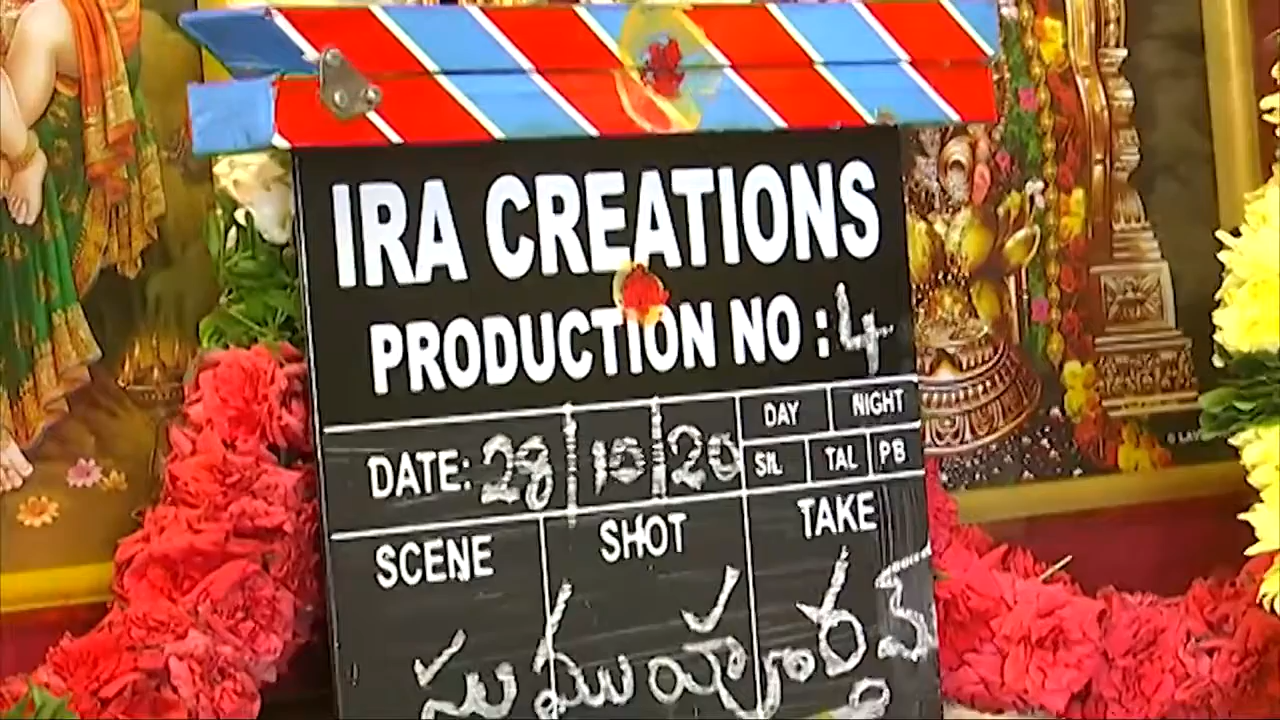 IRA CREATIONS
PRODUCTION NO : 4
DATE: 28 10 20 DAY NIGHT
SIL TAL PB
SCENE SHOT TAKE